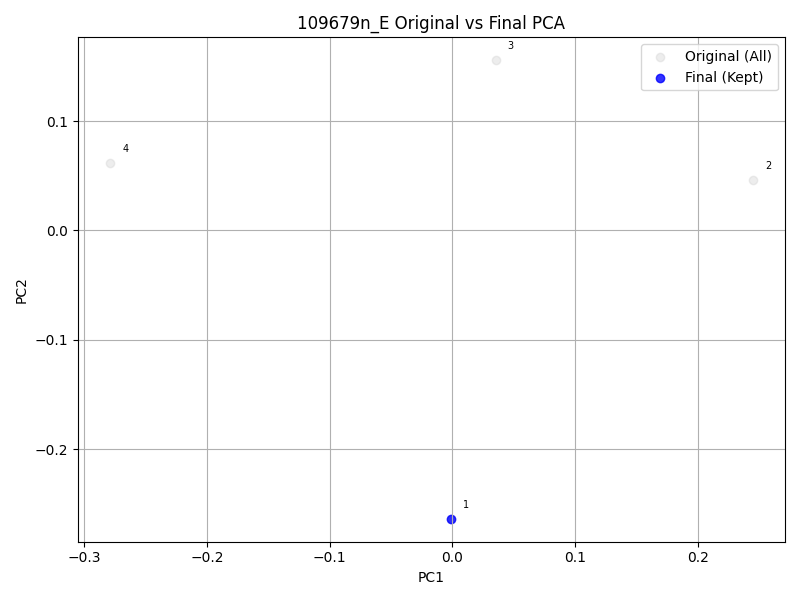 109679n_E Original vs Final PCA
3
Original (All)
Final (Kept)
0.1
4
2
0.0
PC2
−0.1
−0.2
1
−0.3
−0.2
−0.1
0.0
0.1
0.2
PC1